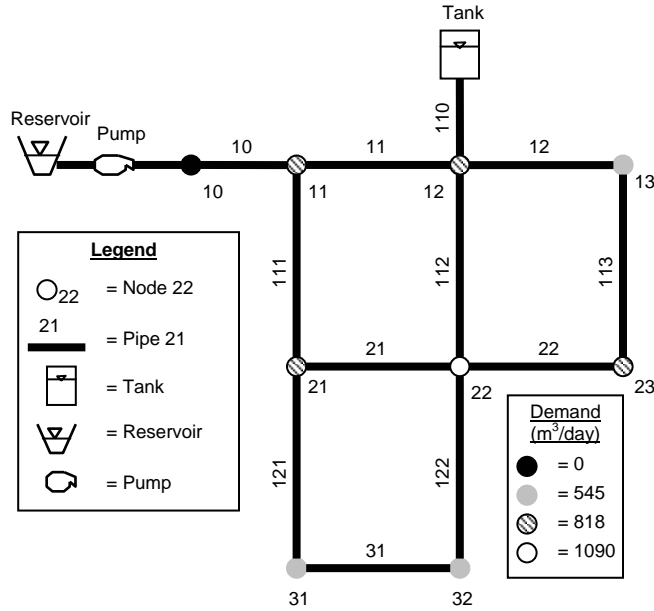 Tank
Reservoir
Pump
110
10
11
12
10
11
12
13
Legend
22
= Node 22
21
= Pipe 21
= Tank
= Reservoir
= Pump
111
112
113
21
22
21
22
23
121
122
Demand
(m³/day)
= 0
= 545
= 818
= 1090
31
31
32